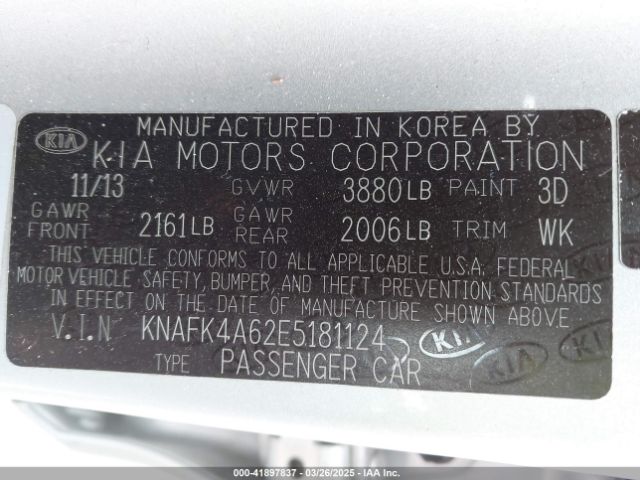 MANUFACTURED IN KOREA BY
KIA KIA MOTORS CORPORATION
11/13 GVWR 3880LB PAINT 3D
GAWR FRONT 2161LB GAWR REAR 2006LB TRIM WK
THIS VEHICLE CONFORMS TO ALL APPLICABLE U.S.A. FEDERAL
MOTOR VEHICLE SAFETY, BUMPER, AND THEFT PREVENTION STANDARDS
IN EFFECT ON THE DATE OF MANUFACTURE SHOWN ABOVE
V.I.N KNAFK4A62E5181124 KIA KIA
TYPE PASSENGER CAR KIA
000-41897837 - 03/26/2025 - IAA Inc.